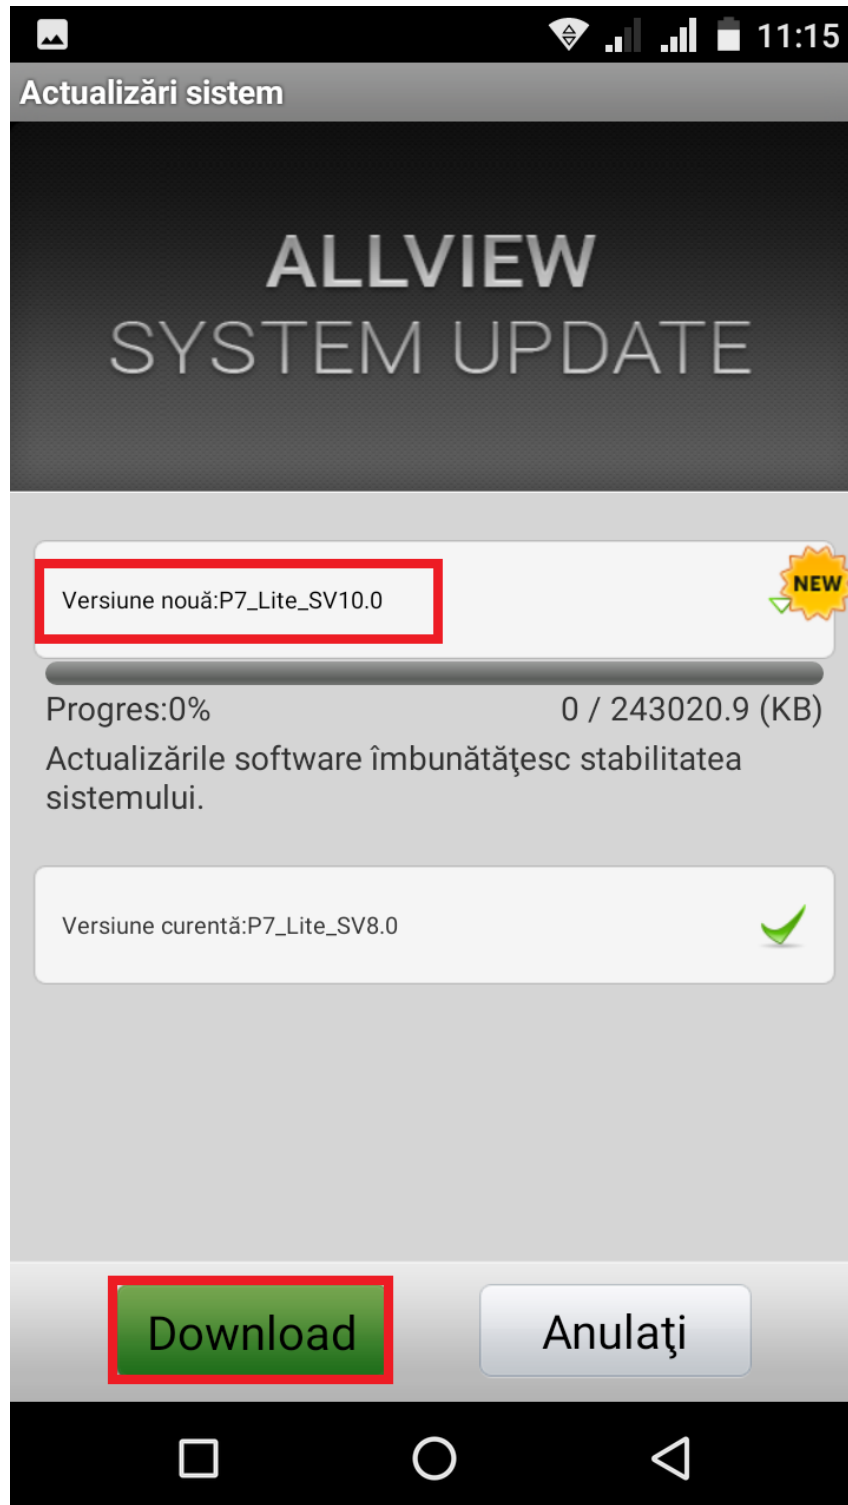 11:15
Actualizări sistem
ALLVIEW
SYSTEM UPDATE
Versiune nouă:P7_Lite_SV10.0
NEW
Progres:0%
0 / 243020.9 (KB)
Actualizările software îmbunătăţesc stabilitatea
sistemului.
Versiune curentă:P7_Lite_SV8.0
Download
Anulaţi